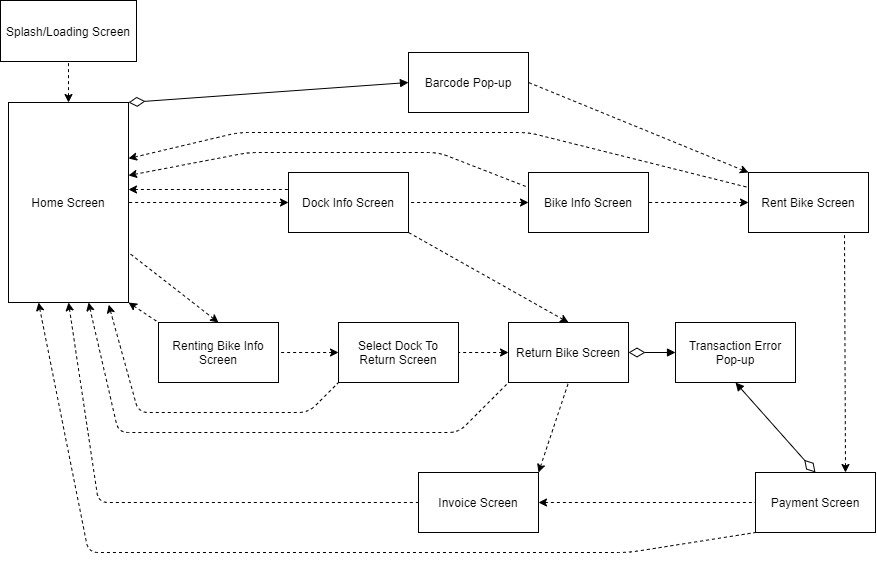 Splash/Loading Screen
Barcode Pop-up
Home Screen
Dock Info Screen
Bike Info Screen
Rent Bike Screen
Renting Bike Info
Screen
Select Dock To
Return Screen
Return Bike Screen
Transaction Error
Pop-up
Invoice Screen
Payment Screen